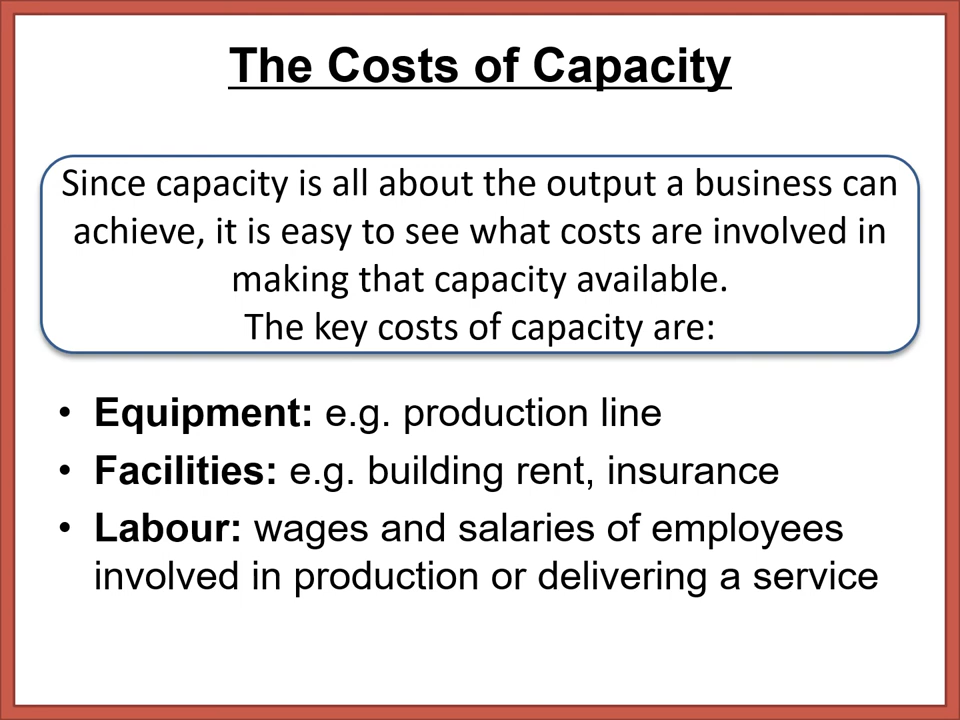 The Costs of Capacity
Since capacity is all about the output a business can
achieve, it is easy to see what costs are involved in
making that capacity available.
The key costs of capacity are:
• Equipment: e.g. production line
• Facilities: e.g. building rent, insurance
• Labour: wages and salaries of employees
involved in production or delivering a service